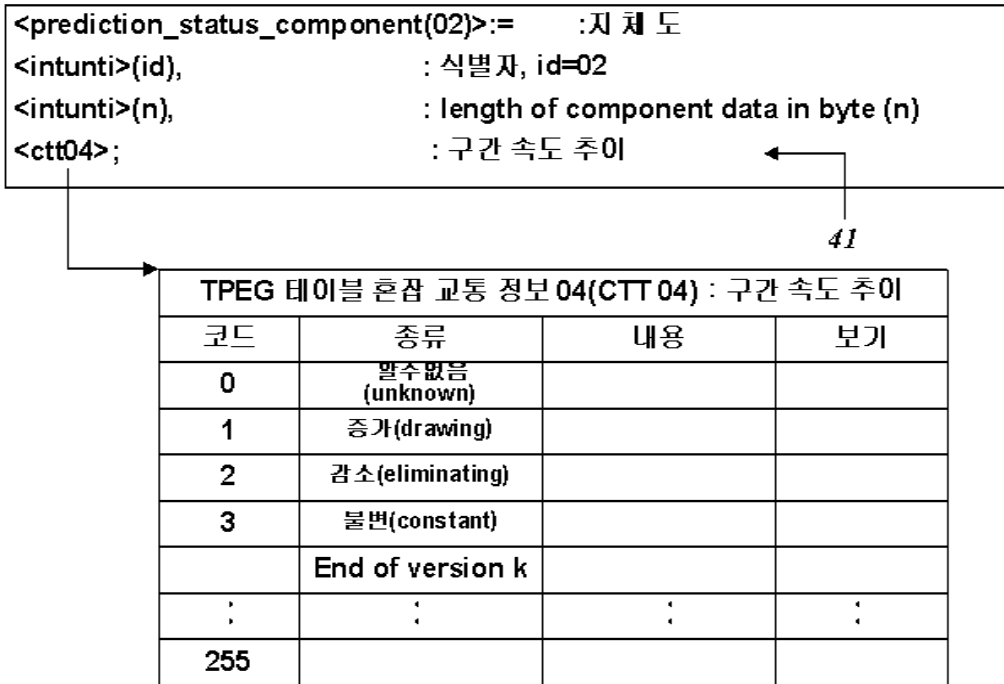 <prediction_status_component(02)>:= :지체도
<intunti>(id), : 식별자, id=02
<intunti>(n), : length of component data in byte (n)
<ctt04>; : 구간 속도 추이
41
TPEG 테이블 혼잡 교통 정보 04(CTT 04) : 구간 속도 추이
코드 종류 내용 보기
0 알수없음
(unknown)
1 증가(drawing)
2 감소(eliminating)
3 불변(constant)
End of version k
: : : :
255